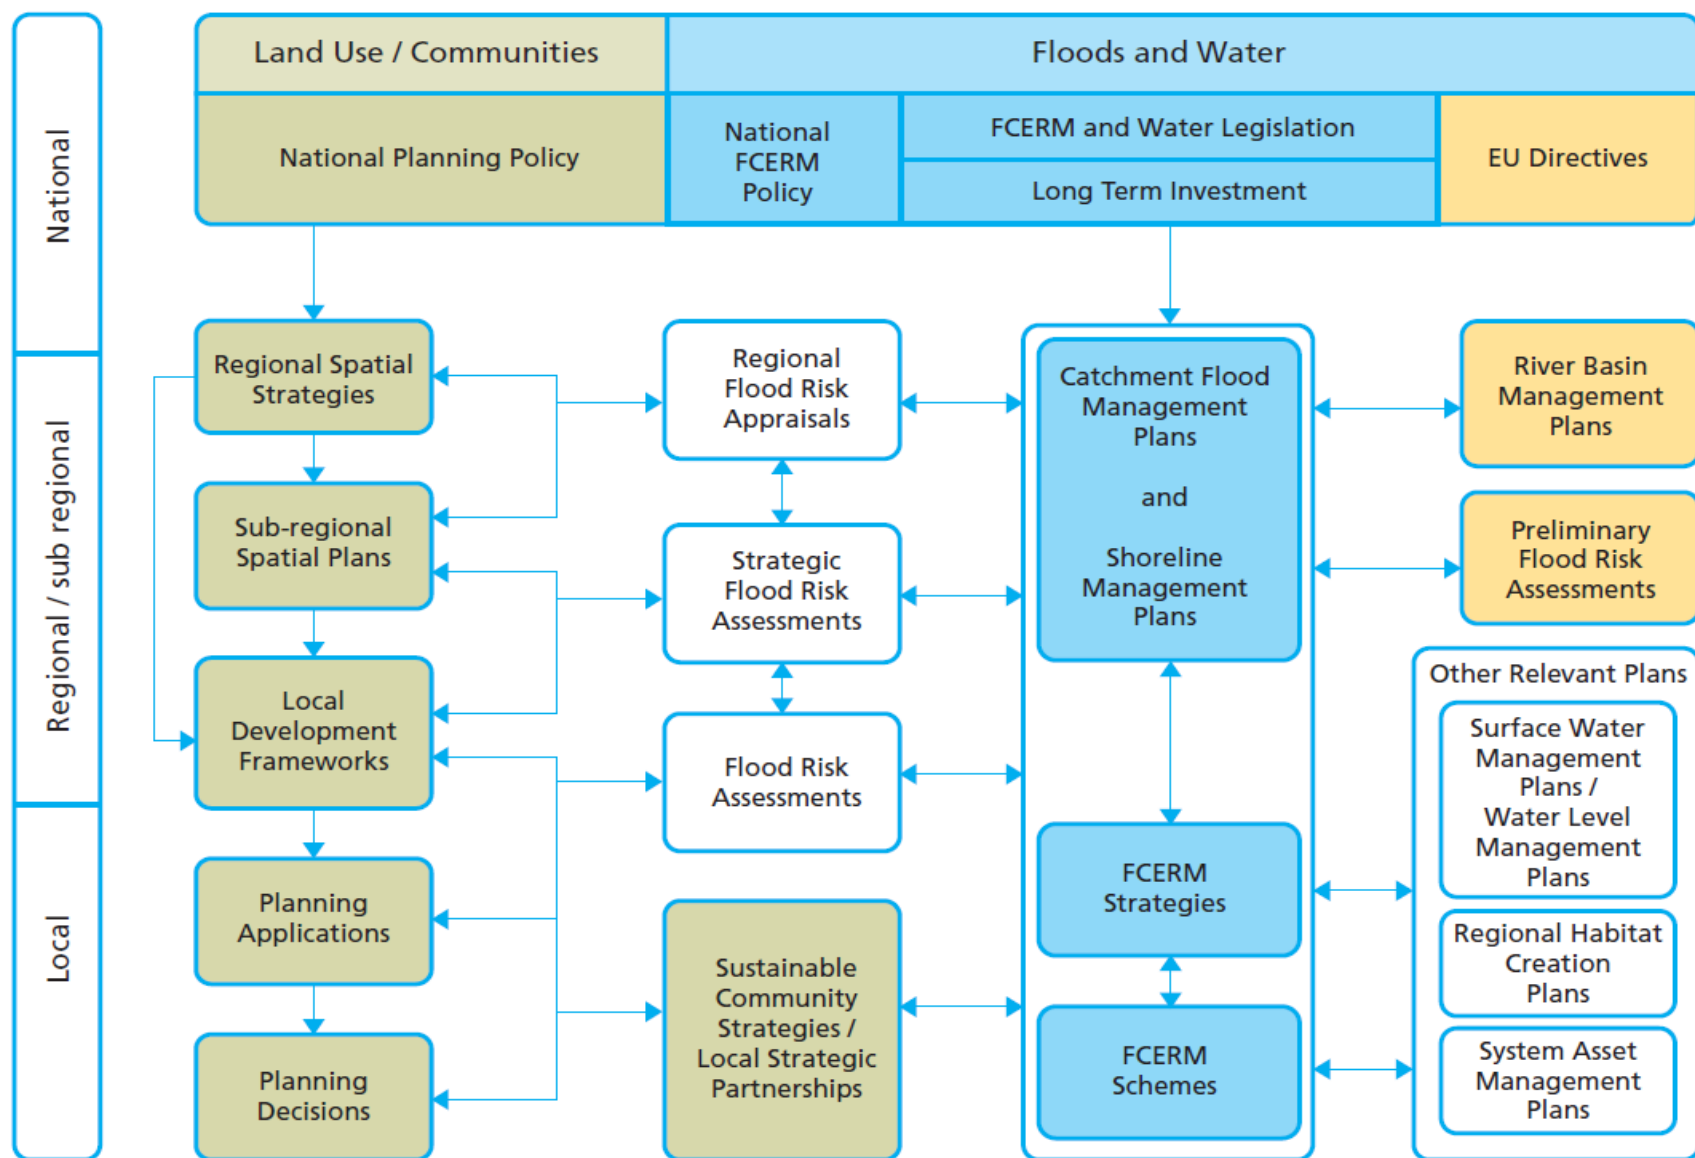 National
Regional / sub regional
Local
Land Use / Communities
Floods and Water
National Planning Policy
National
FCERM
Policy
FCERM and Water Legislation
Long Term Investment
EU Directives
Regional Spatial
Strategies
Sub-regional
Spatial Plans
Local
Development
Frameworks
Planning
Applications
Planning
Decisions
Regional
Flood Risk
Appraisals
Strategic
Flood Risk
Assessments
Flood Risk
Assessments
Sustainable
Community
Strategies /
Local Strategic
Partnerships
Catchment Flood
Management
Plans
and
Shoreline
Management
Plans
FCERM
Strategies
FCERM
Schemes
River Basin
Management
Plans
Preliminary
Flood Risk
Assessments
Other Relevant Plans
Surface Water
Management
Plans /
Water Level
Management
Plans
Regional Habitat
Creation
Plans
System Asset
Management
Plans